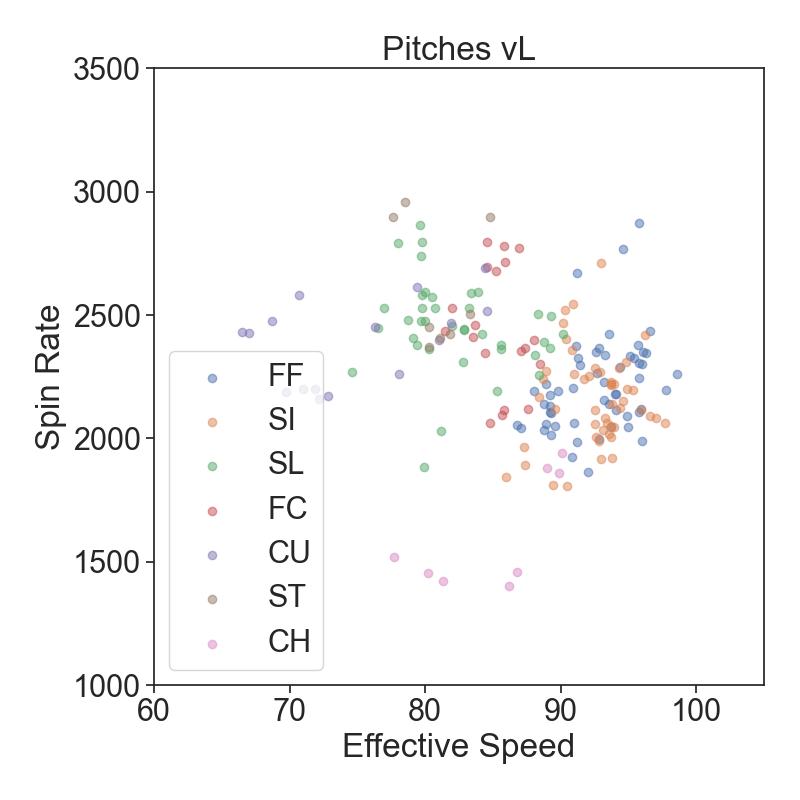 Pitches vL
3500
3000
2500
2000
1500
1000
Spin Rate
FF
SI
SL
FC
CU
ST
CH
60
70
80
90
100
Effective Speed